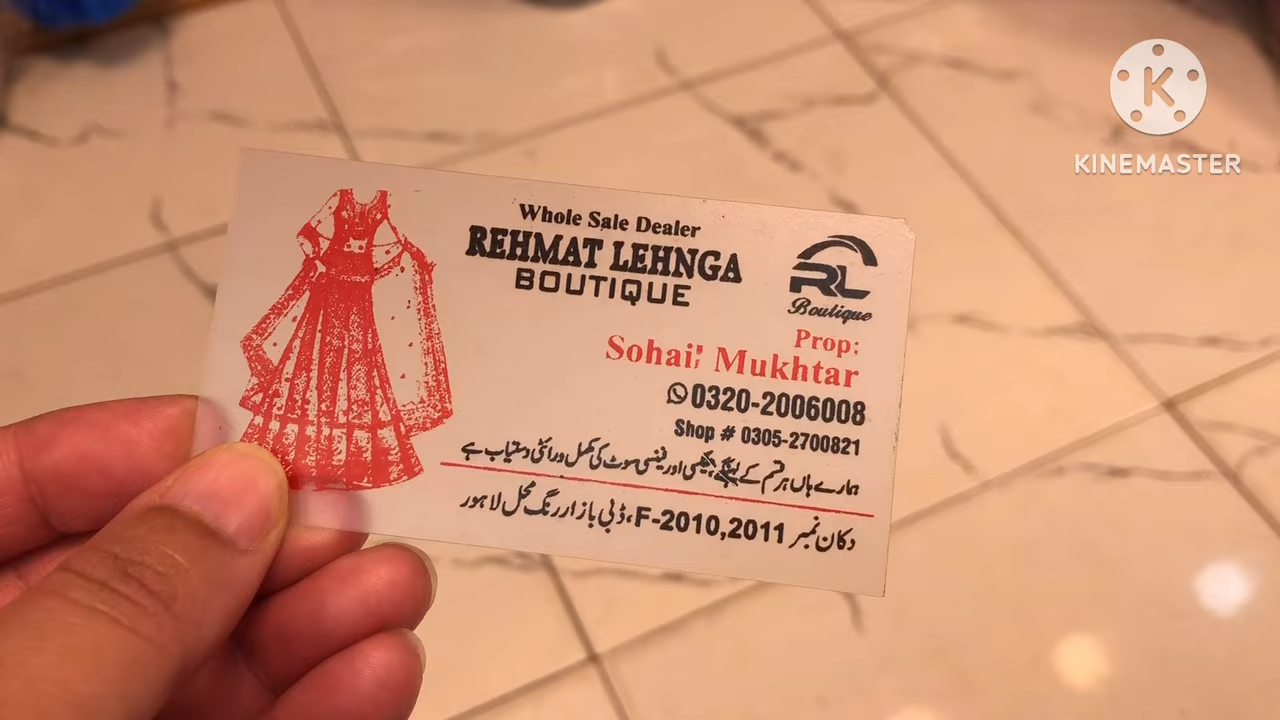 Whole Sale Dealer
REHMAT LEHNGA
BOUTIQUE
RL
Boutique
Prop:
Sohail Mukhtar
0320-2006008
Shop # 0305-2700821
ہمارے ہاں ہر قسم کے لہنگے، میکسی اور فینسی سوٹ کی مکمل ورائٹی دستیاب ہے
دکان نمبر F-2010,2011، ڈبی بازار رنگ محل لاہور
K
KINEMASTER